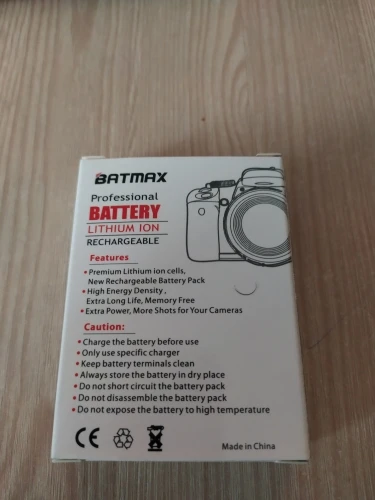 BATMAX
Professional
BATTERY
LITHIUM ION
RECHARGEABLE
Features
• Premium Lithium ion cells,
New Rechargeable Battery Pack
• High Energy Density,
Extra Long Life, Memory Free
• Extra Power, More Shots for Your Cameras
Caution:
• Charge the battery before use
• Only use specific charger
• Keep battery terminals clean
• Always store the battery in dry place
• Do not short circuit the battery pack
• Do not disassemble the battery pack
• Do not expose the battery to high temperature
CE
Made in China